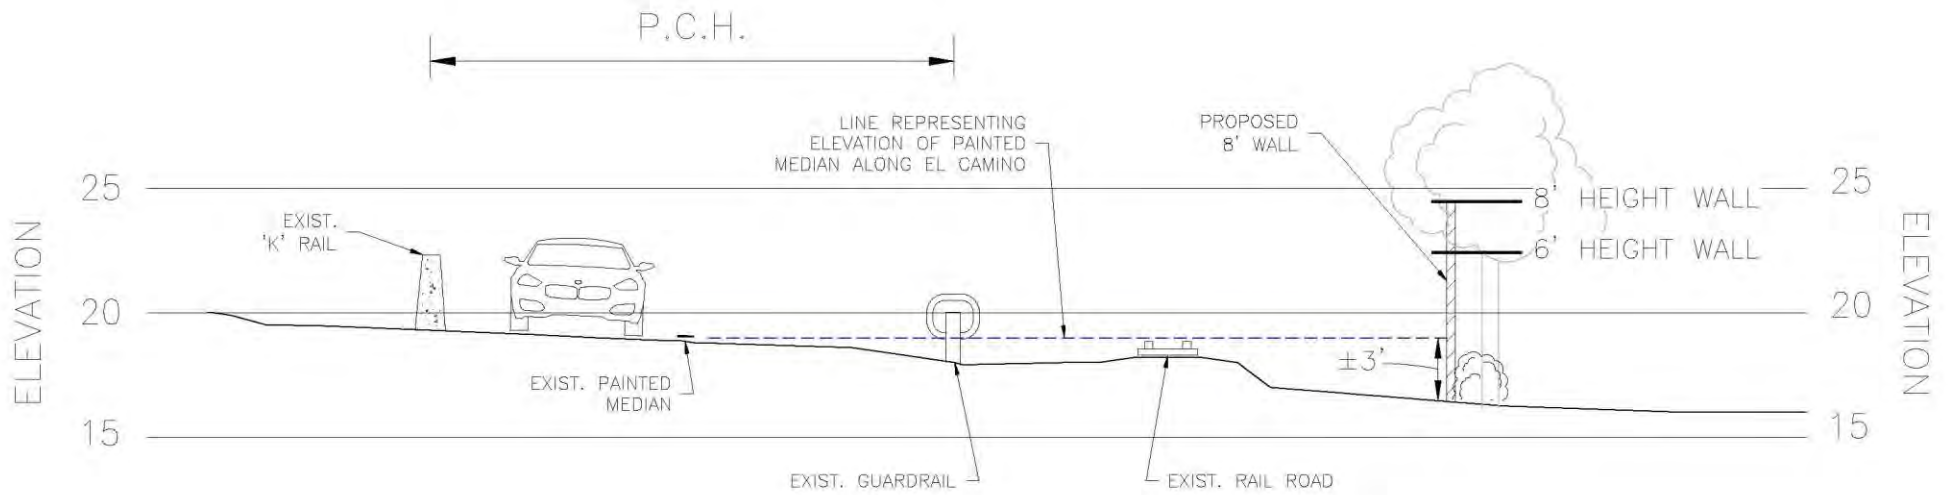 P.C.H.
LINE REPRESENTING
ELEVATION OF PAINTED
MEDIAN ALONG EL CAMINO
PROPOSED
8' WALL
25
25
8' HEIGHT WALL
EXIST.
'K' RAIL
6' HEIGHT WALL
ELEVATION
ELEVATION
20
20
±3'
EXIST. PAINTED
MEDIAN
15
15
EXIST. GUARDRAIL
EXIST. RAIL ROAD